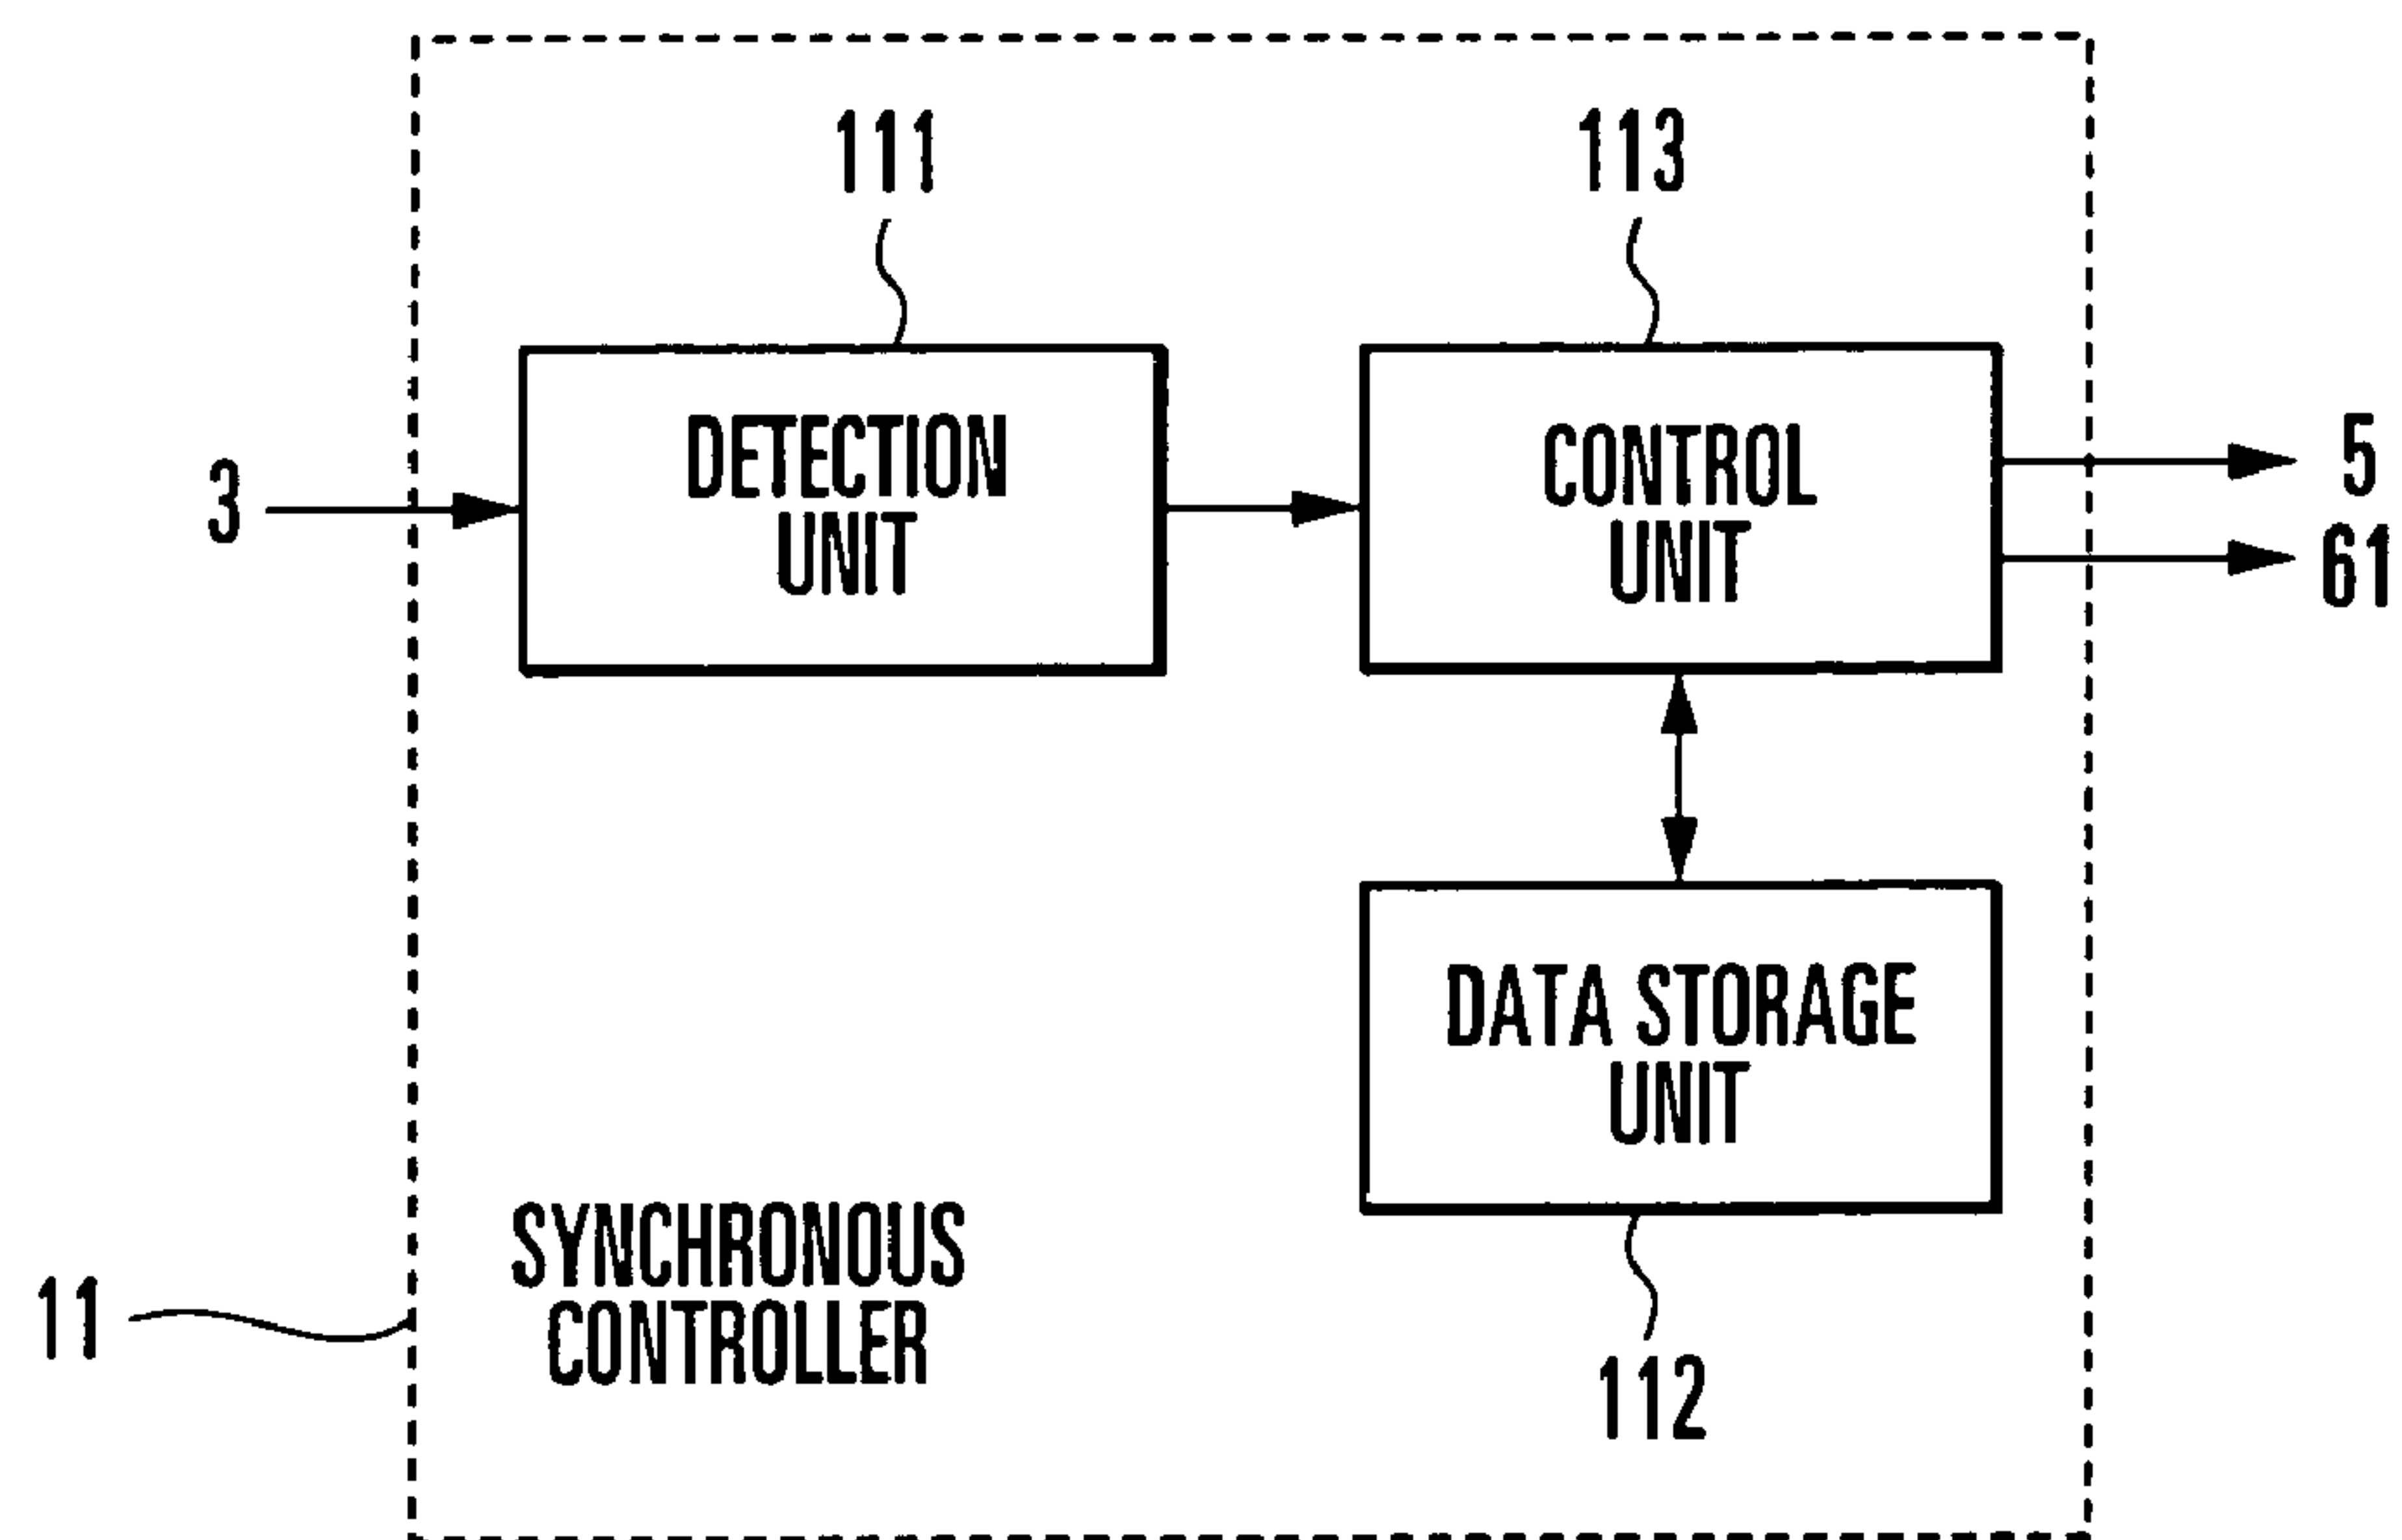 111
113
3
DETECTION
UNIT
CONTROL
UNIT
5
61
DATA STORAGE
UNIT
SYNCHRONOUS
CONTROLLER
11
112